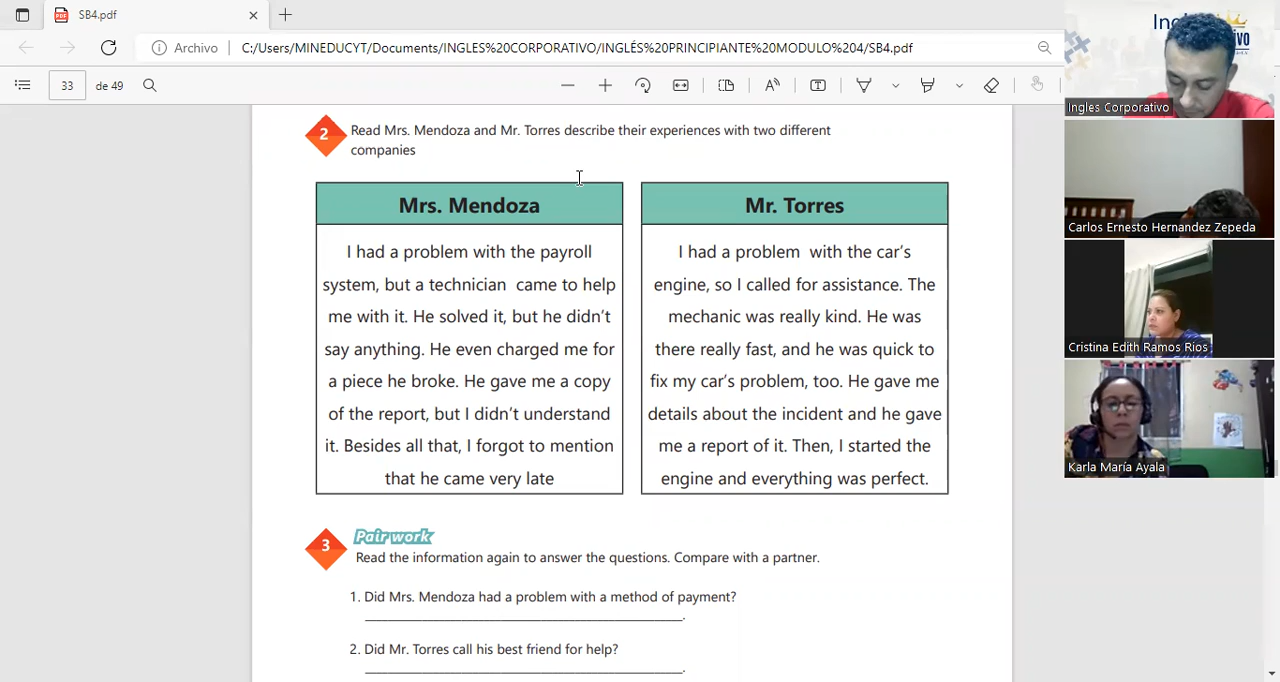 SB4.pdf
Archivo
C:/Users/MINEDUCYT/Documents/INGLES%20CORPORATIVO/INGLÉS%20PRINCIPIANTE%20MODULO%204/SB4.pdf
33 de 49
2
Read Mrs. Mendoza and Mr. Torres describe their experiences with two different
companies
Mrs. Mendoza
I had a problem with the payroll
system, but a technician came to help
me with it. He solved it, but he didn't
say anything. He even charged me for
a piece he broke. He gave me a copy
of the report, but I didn't understand
it. Besides all that, I forgot to mention
that he came very late
Mr. Torres
I had a problem with the car's
engine, so I called for assistance. The
mechanic was really kind. He was
there really fast, and he was quick to
fix my car's problem, too. He gave me
details about the incident and he gave
me a report of it. Then, I started the
engine and everything was perfect.
3
Pair work
Read the information again to answer the questions. Compare with a partner.
1. Did Mrs. Mendoza had a problem with a method of payment?
2. Did Mr. Torres call his best friend for help?
Ingles Corporativo
Carlos Ernesto Hernandez Zepeda
Cristina Edith Ramos Rios
Karla María Ayala